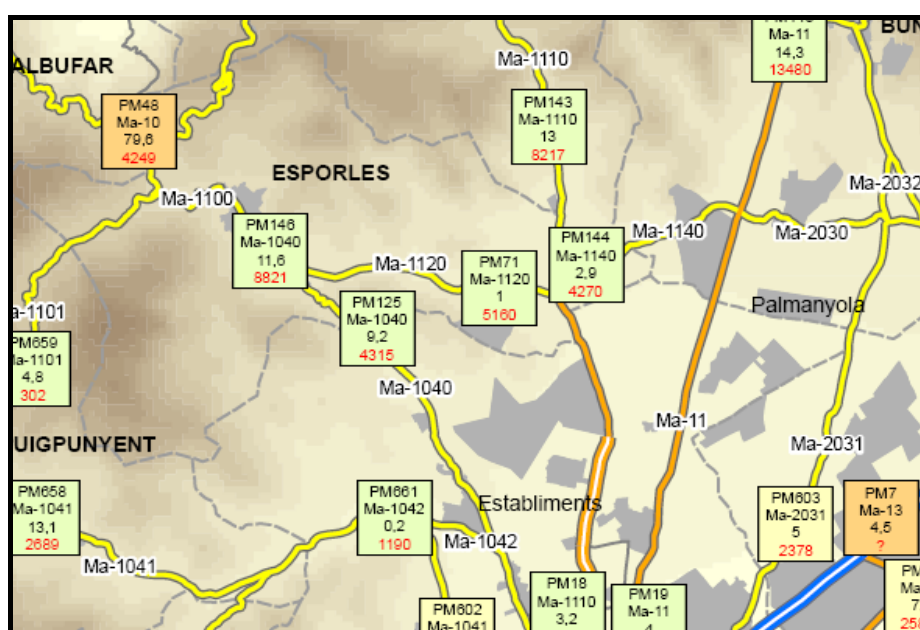 Ma-11
14,3
13480
ALBUFAR
Ma-1110
PM48
Ma-10
79,6
4249
PM143
Ma-1110
13
8217
ESPORLES
Ma-1100
Ma-2032
PM146
Ma-1040
11,6
8821
Ma-1120
PM71
Ma-1120
1
5160
PM144
Ma-1140
2,9
4270
Ma-1140
Ma-2030
PM125
Ma-1040
9,2
4315
Palmanyola
a-1101
PM659
a-1101
4,8
302
Ma-1040
Ma-11
UIGPUNYENT
Ma-2031
PM658
Ma-1041
13,1
2689
PM661
Ma-1042
0,2
1190
Establiments
PM603
Ma-2031
5
2378
PM7
Ma-13
4,5
?
Ma-1042
Ma-1041
PM602
Ma-1041
PM18
Ma-1110
3,2
PM19
Ma-11